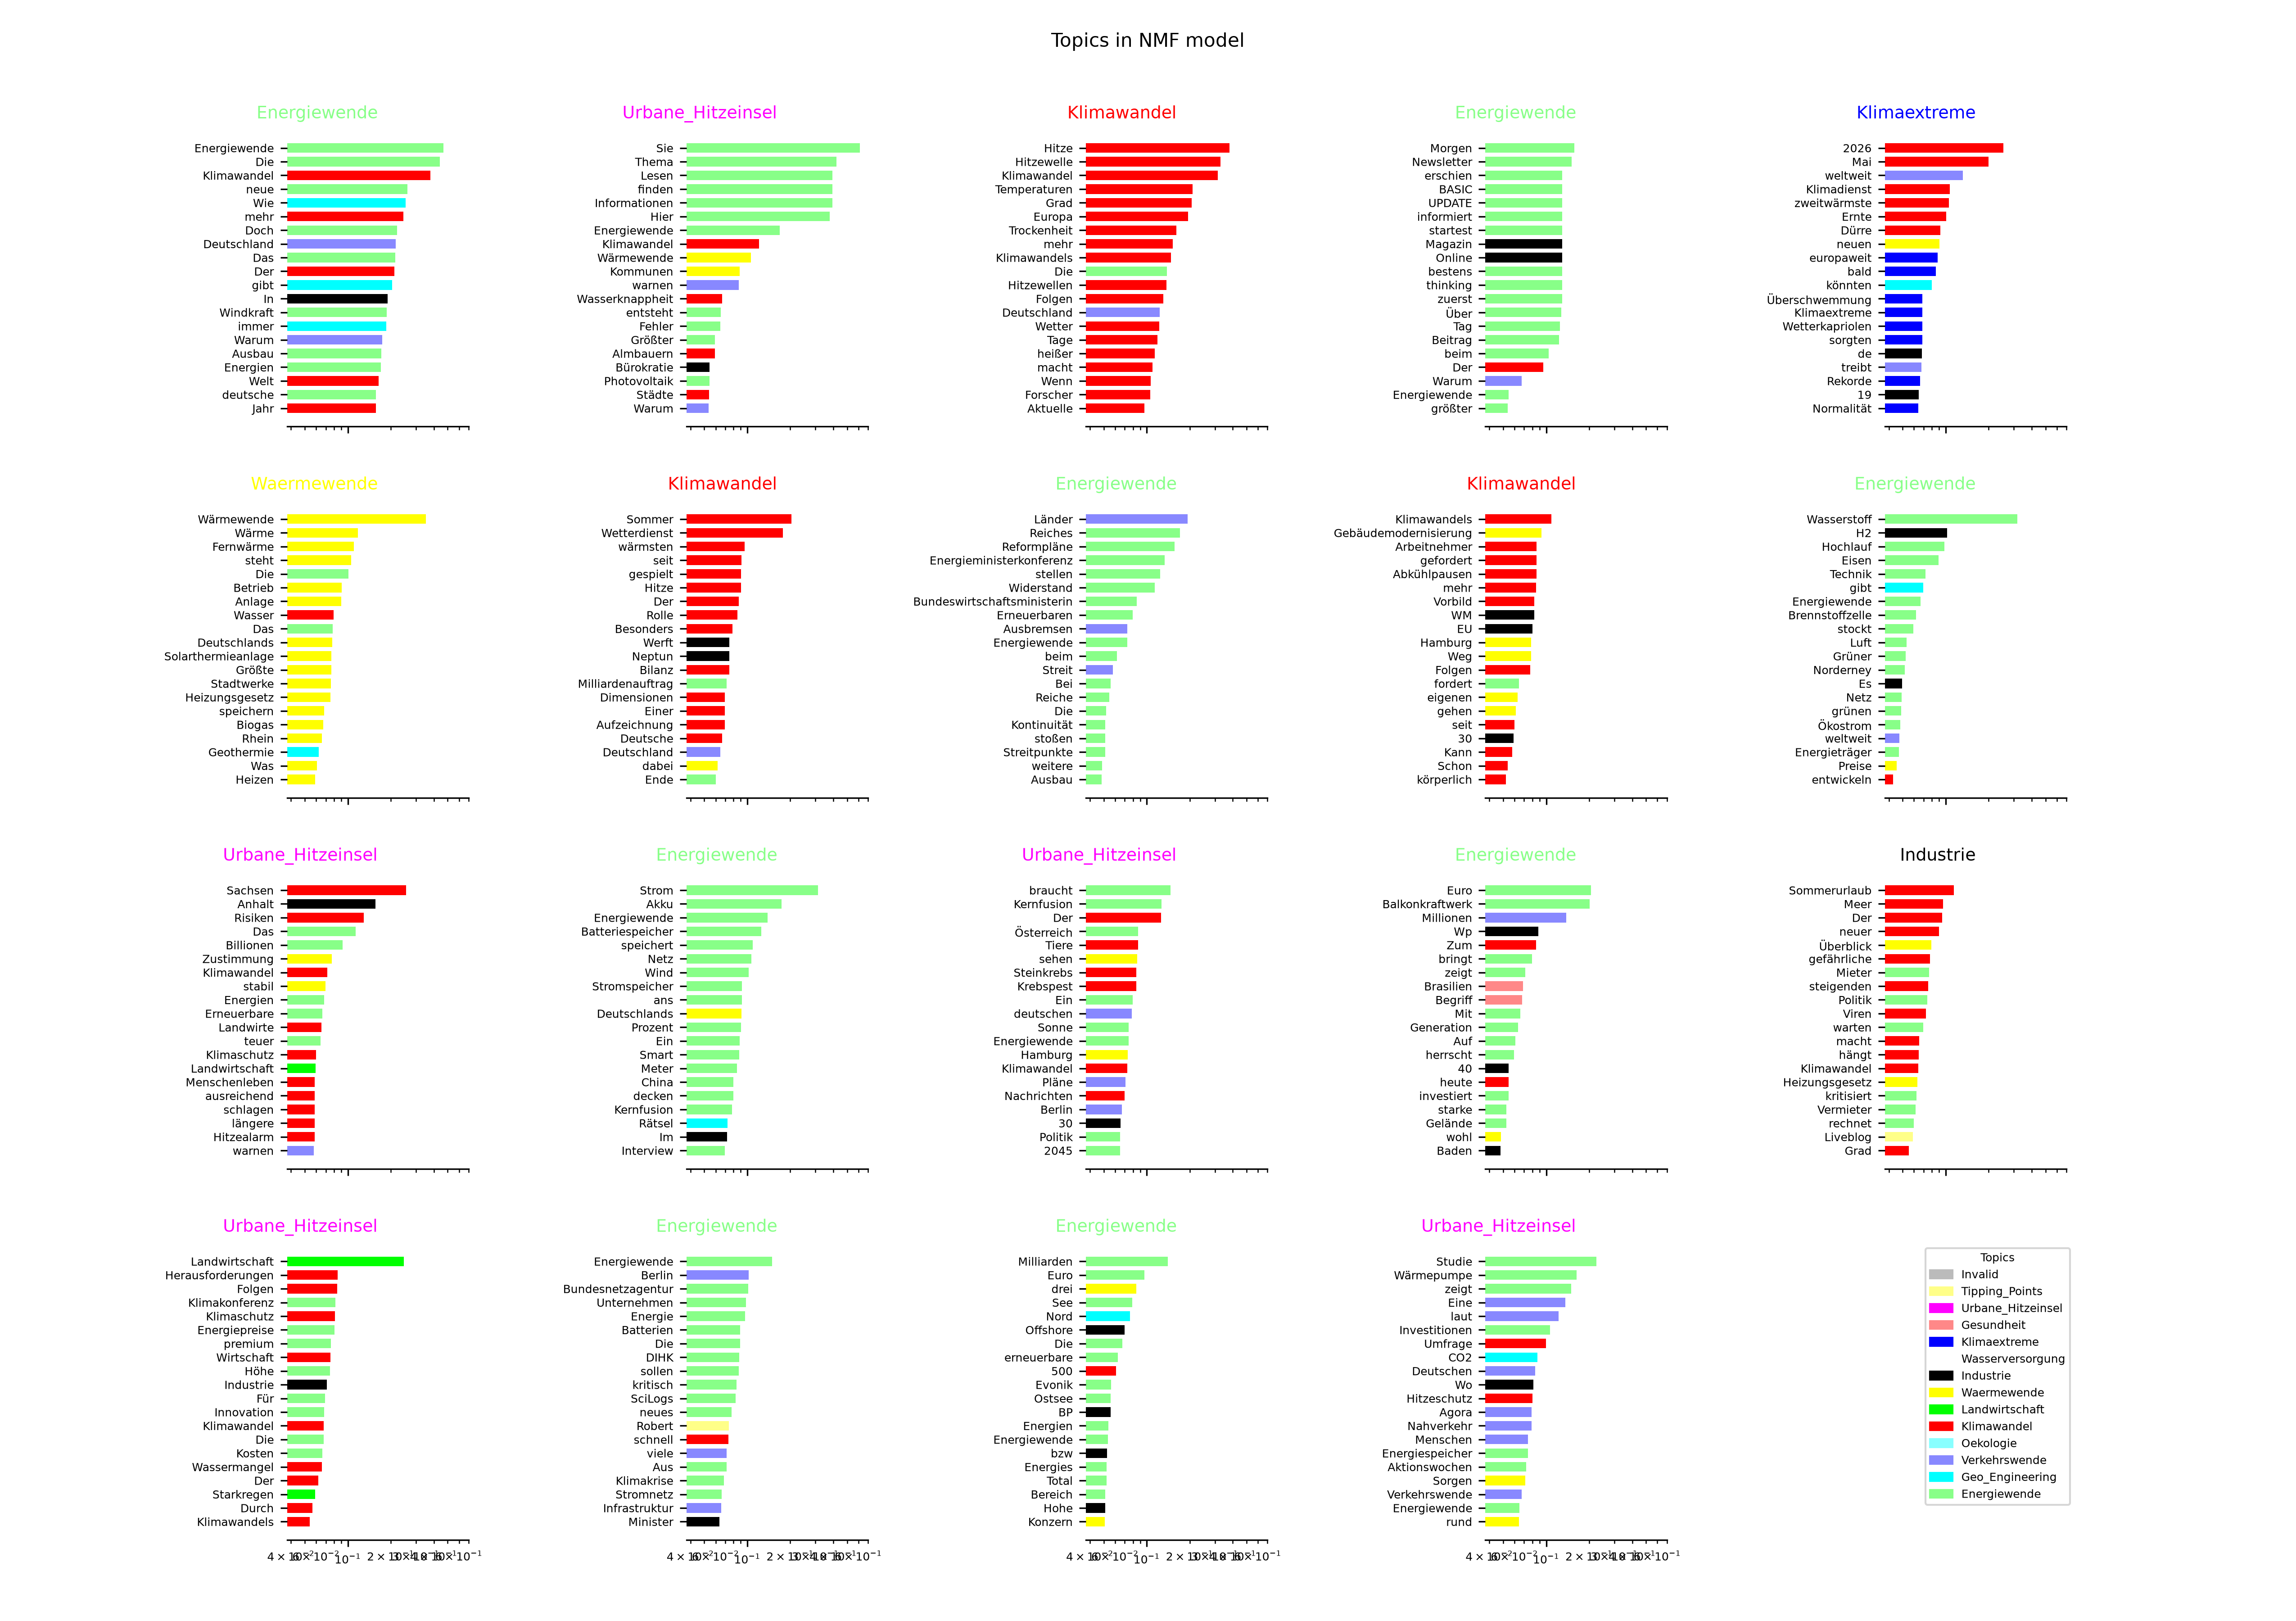 Topics in NMF model
Energiewende
Energiewende
Die
Klimawandel
neue
Wie
mehr
Doch
Deutschland
Das
Der
gibt
In
Windkraft
immer
Warum
Ausbau
Energien
Welt
deutsche
Jahr
Urbane_Hitzeinsel
Sie
Thema
Lesen
finden
Informationen
Hier
Energiewende
Klimawandel
Wärmewende
Kommunen
warnen
Wasserknappheit
entsteht
Fehler
Größter
Almbauern
Bürokratie
Photovoltaik
Städte
Warum
Klimawandel
Hitze
Hitzewelle
Klimawandel
Temperaturen
Grad
Europa
Trockenheit
mehr
Klimawandels
Die
Hitzewellen
Folgen
Deutschland
Wetter
Tage
heißer
macht
Wenn
Forscher
Aktuelle
Energiewende
Morgen
Newsletter
erschien
BASIC
UPDATE
informiert
startest
Magazin
Online
bestens
thinking
zuerst
Über
Tag
Beitrag
beim
Der
Warum
Energiewende
größter
Klimaextreme
2026
Mai
weltweit
Klimadienst
zweitwärmste
Ernte
Dürre
neuen
europaweit
bald
könnten
Überschwemmung
Klimaextreme
Wetterkapriolen
sorgten
de
treibt
Rekorde
19
Normalität
Waermewende
Wärmewende
Wärme
Fernwärme
steht
Die
Betrieb
Anlage
Wasser
Das
Deutschlands
Solarthermieanlage
Größte
Stadtwerke
Heizungsgesetz
speichern
Biogas
Rhein
Geothermie
Was
Heizen
Klimawandel
Sommer
Wetterdienst
wärmsten
seit
gespielt
Hitze
Der
Rolle
Besonders
Werft
Neptun
Bilanz
Milliardenauftrag
Dimensionen
Einer
Aufzeichnung
Deutsche
Deutschland
dabei
Ende
Energiewende
Länder
Reiches
Reformpläne
Energieministerkonferenz
stellen
Widerstand
Bundeswirtschaftsministerin
Erneuerbaren
Ausbremsen
Energiewende
beim
Streit
Bei
Reiche
Die
Kontinuität
stoßen
Streitpunkte
weitere
Ausbau
Klimawandel
Klimawandels
Gebäudemodernisierung
Arbeitnehmer
gefordert
Abkühlpausen
mehr
Vorbild
WM
EU
Hamburg
Weg
Folgen
fordert
eigenen
gehen
seit
30
Kann
Schon
körperlich
Energiewende
Wasserstoff
H2
Hochlauf
Eisen
Technik
gibt
Energiewende
Brennstoffzelle
stockt
Luft
Grüner
Norderney
Es
Netz
grünen
Ökostrom
weltweit
Energieträger
Preise
entwickeln
Urbane_Hitzeinsel
Sachsen
Anhalt
Risiken
Das
Billionen
Zustimmung
Klimawandel
stabil
Energien
Erneuerbare
Landwirte
teuer
Klimaschutz
Landwirtschaft
Menschenleben
ausreichend
schlagen
längere
Hitzealarm
warnen
Energiewende
Strom
Akku
Energiewende
Batteriespeicher
speichert
Netz
Wind
Stromspeicher
ans
Deutschlands
Prozent
Ein
Smart
Meter
China
decken
Kernfusion
Rätsel
Im
Interview
Urbane_Hitzeinsel
braucht
Kernfusion
Der
Österreich
Tiere
sehen
Steinkrebs
Krebspest
Ein
deutschen
Sonne
Energiewende
Hamburg
Klimawandel
Pläne
Nachrichten
Berlin
30
Politik
2045
Energiewende
Euro
Balkonkraftwerk
Millionen
Wp
Zum
bringt
zeigt
Brasilien
Begriff
Mit
Generation
Auf
herrscht
40
heute
investiert
starke
Gelände
wohl
Baden
Industrie
Sommerurlaub
Meer
Der
neuer
Überblick
gefährliche
Mieter
steigenden
Politik
Viren
warten
macht
hängt
Klimawandel
Heizungsgesetz
kritisiert
Vermieter
rechnet
Liveblog
Grad
Urbane_Hitzeinsel
Landwirtschaft
Herausforderungen
Folgen
Klimakonferenz
Klimaschutz
Energiepreise
premium
Wirtschaft
Höhe
Industrie
Für
Innovation
Klimawandel
Die
Kosten
Wassermangel
Der
Starkregen
Durch
Klimawandels
Energiewende
Energiewende
Berlin
Bundesnetzagentur
Unternehmen
Energie
Batterien
Die
DIHK
sollen
kritisch
SciLogs
neues
Robert
schnell
viele
Aus
Klimakrise
Stromnetz
Infrastruktur
Minister
Energiewende
Milliarden
Euro
drei
See
Nord
Offshore
Die
erneuerbare
500
Evonik
Ostsee
BP
Energien
Energiewende
bzw
Energies
Total
Bereich
Hohe
Konzern
Urbane_Hitzeinsel
Studie
Wärmepumpe
zeigt
Eine
laut
Investitionen
Umfrage
CO2
Deutschen
Wo
Hitzeschutz
Agora
Nahverkehr
Menschen
Energiespeicher
Aktionswochen
Sorgen
Verkehrswende
Energiewende
rund
Topics
Invalid
Tipping_Points
Urbane_Hitzeinsel
Gesundheit
Klimaextreme
Wasserversorgung
Industrie
Waermewende
Landwirtschaft
Klimawandel
Oekologie
Verkehrswende
Geo_Engineering
Energiewende
10⁻¹
10⁻¹
10⁻¹
10⁻¹